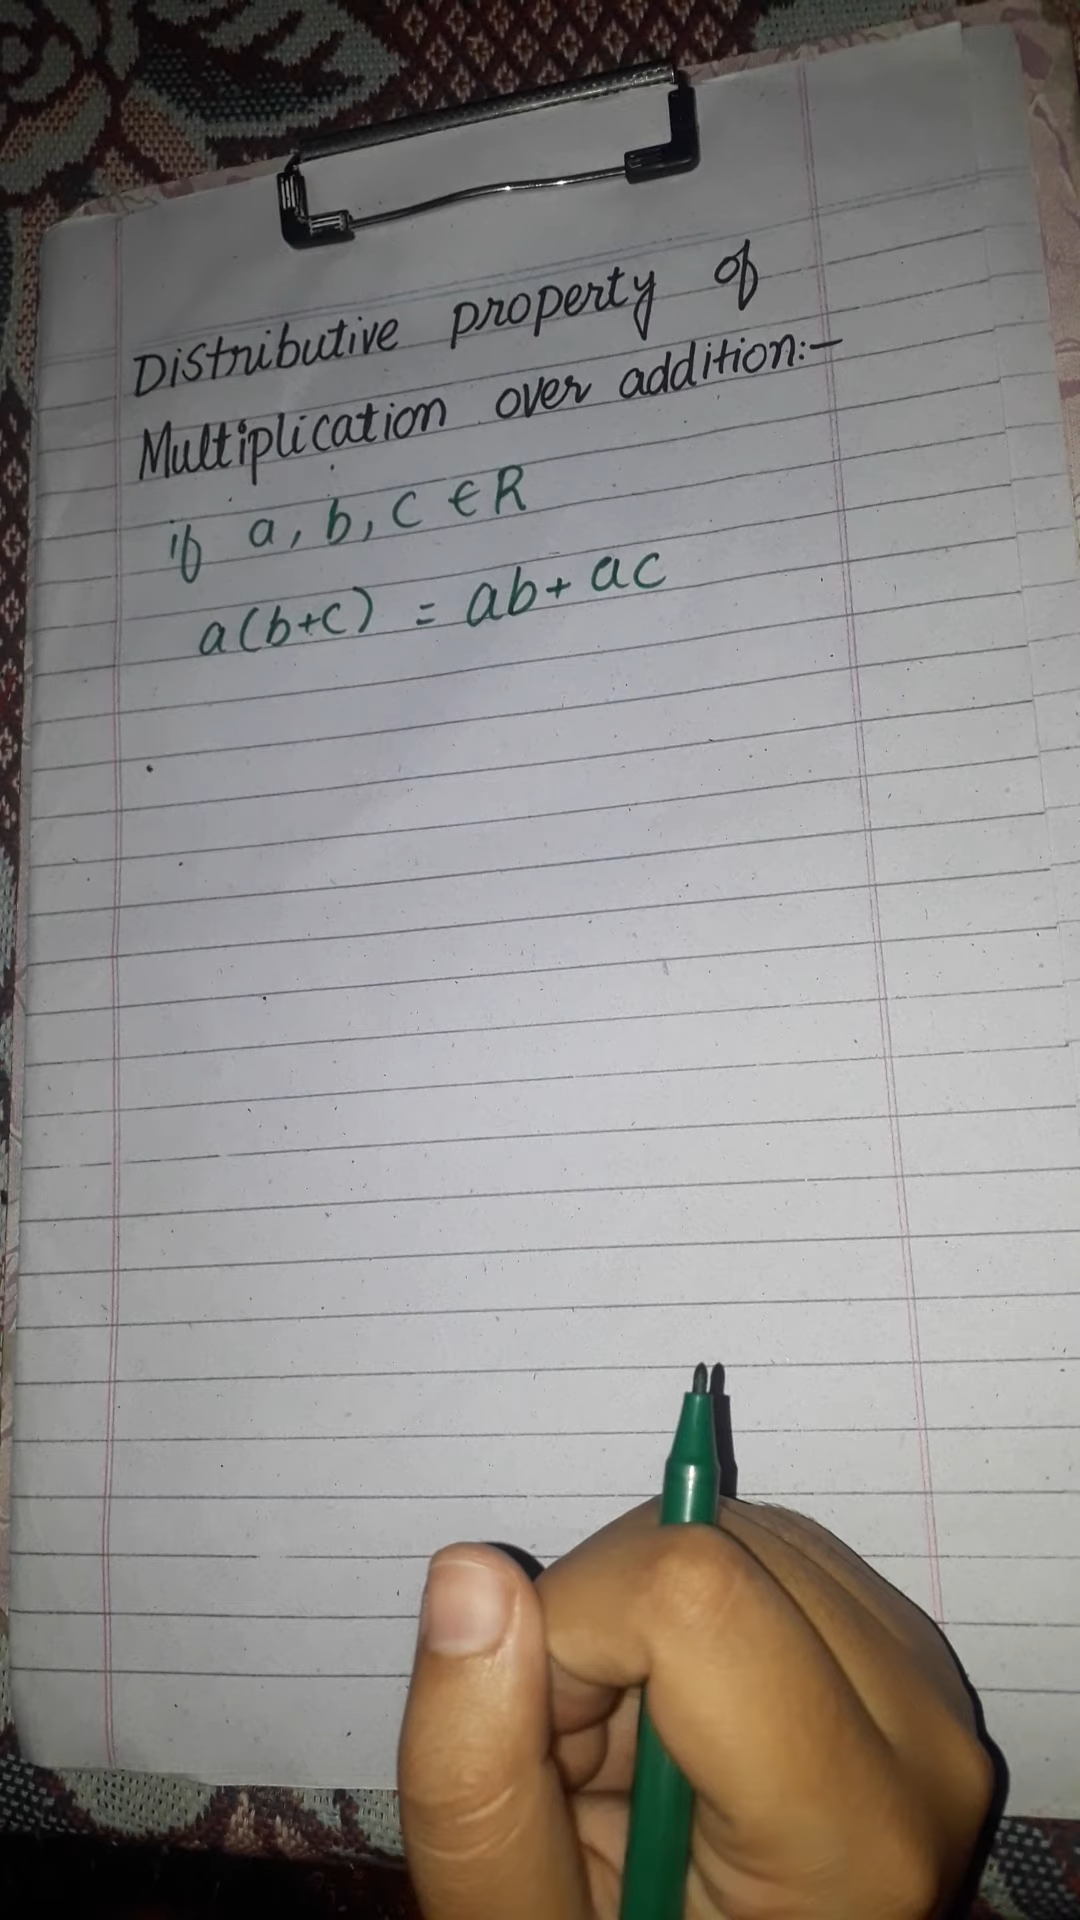 Distributive property of
Multiplication over addition:-
if a, b, c ∈ R
a(b+c) = ab+ ac